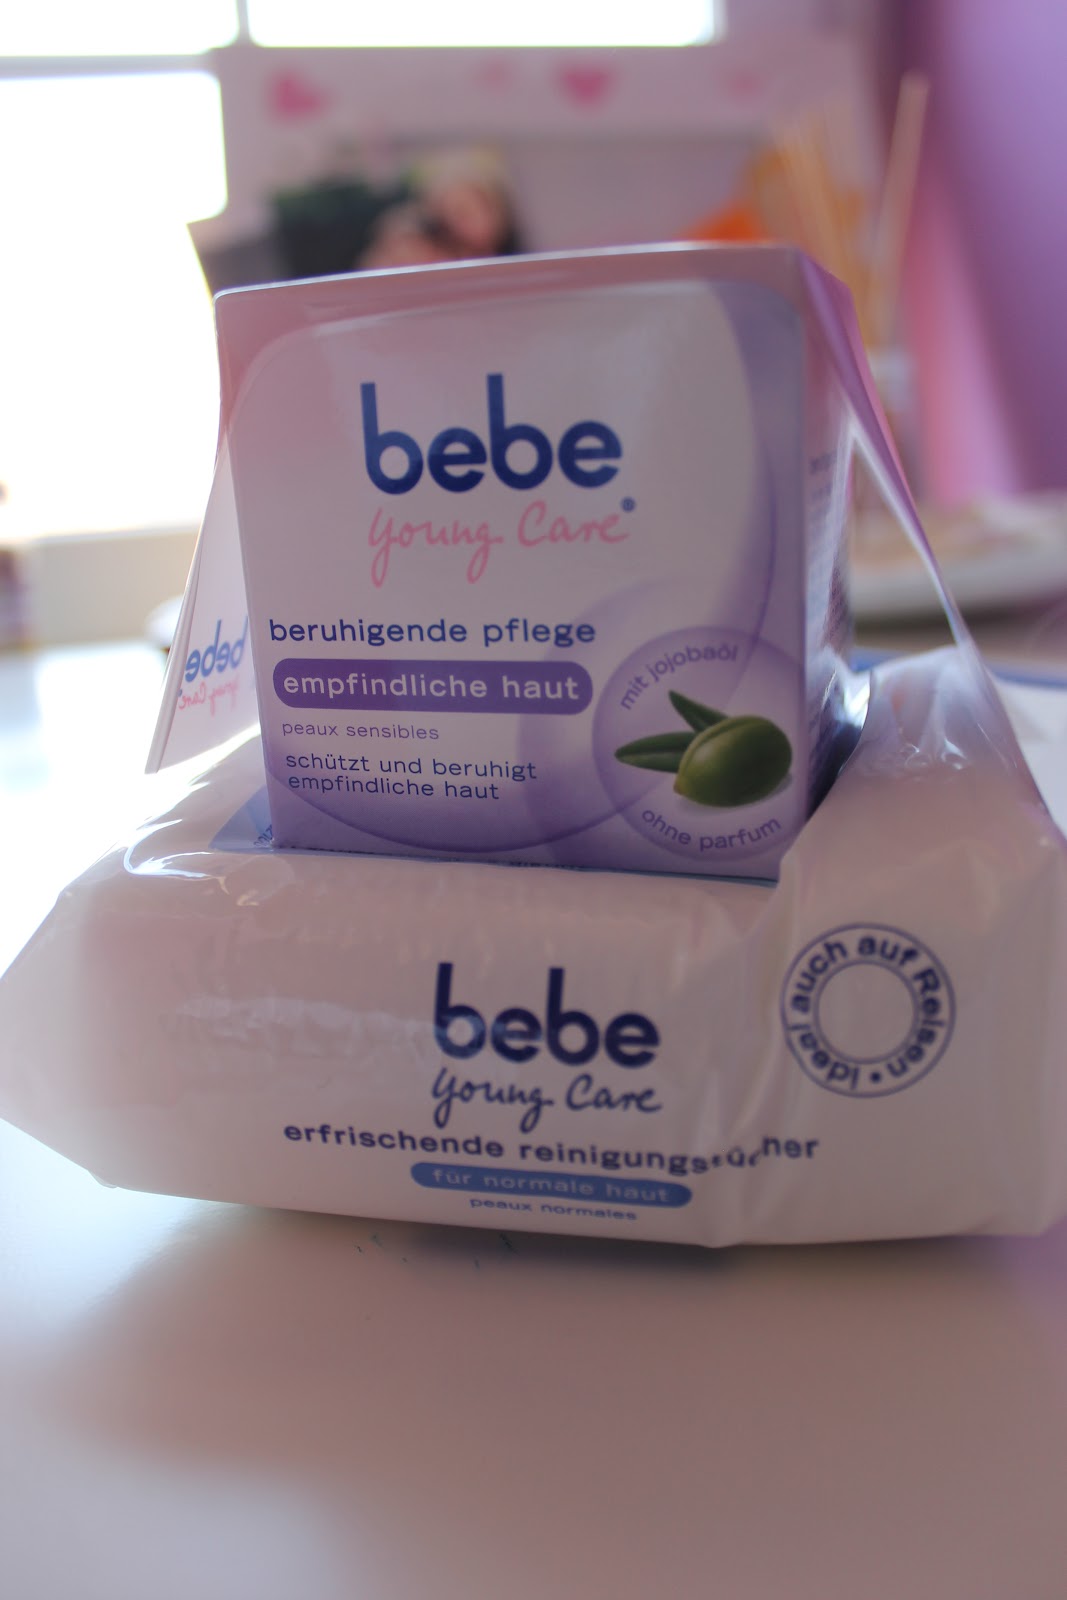 bebe
young care®
beruhigende pflege
empfindliche haut
peaux sensibles
schützt und beruhigt
empfindliche haut
mit jojobaöl
ohne parfum
bebe
young care
bebe
young care
erfrischende reinigungstücher
für normale haut
peaux normales
ideal auch auf Reisen •